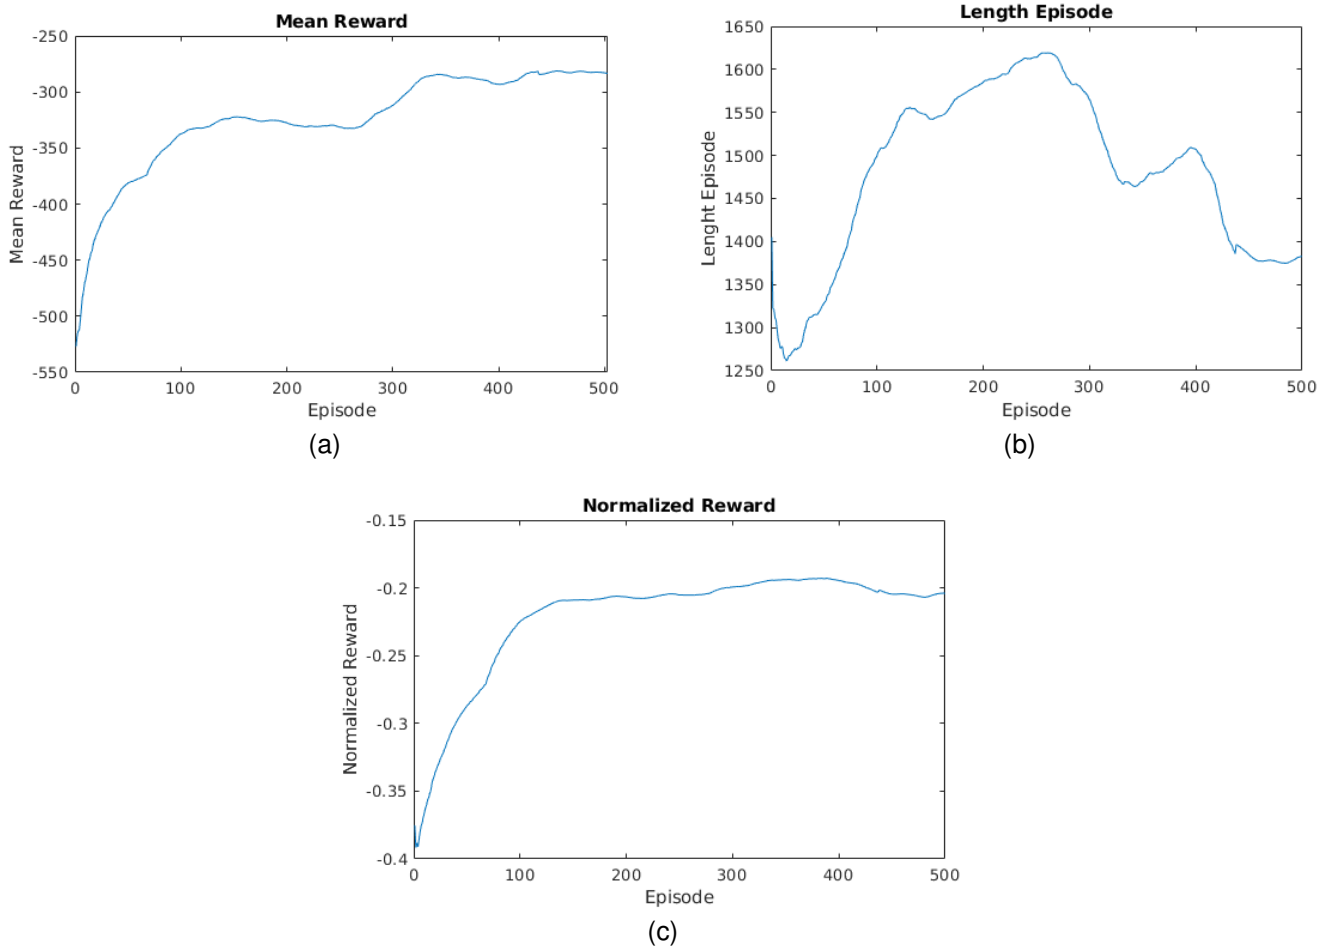 Mean Reward
-250
-300
-350
-400
-450
-500
-550
Mean Reward
0 100 200 300 400 500
Episode
(a)
Length Episode
1650
1600
1550
1500
1450
1400
1350
1300
1250
Lenght Episode
0 100 200 300 400 500
Episode
(b)
Normalized Reward
-0.15
-0.2
-0.25
-0.3
-0.35
-0.4
Normalized Reward
0 100 200 300 400 500
Episode
(c)